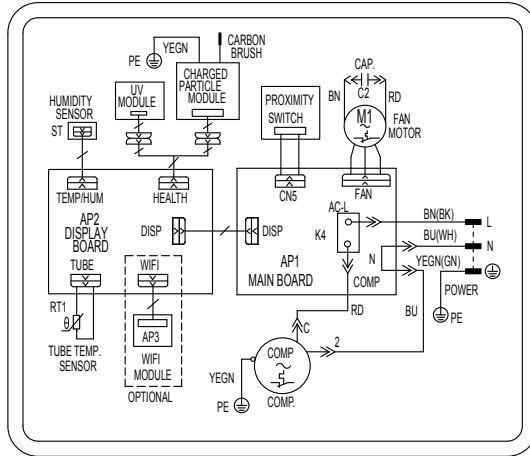 YEGN
PE
CARBON
BRUSH
UV
MODULE
CHARGED
PARTICLE
MODULE
CAP.
C2
BN
RD
M1
FAN
MOTOR
HUMIDITY
SENSOR
ST
PROXIMITY
SWITCH
TEMP/HUM
HEALTH
CN5
FAN
AP2
DISPLAY
BOARD
DISP
DISP
AP1
MAIN BOARD
AC-L
K4
COMP
N
BN(BK)
L
BU(WH)
N
YEGN(GN)
POWER
PE
TUBE
WIFI
RT1
θ
TUBE TEMP.
SENSOR
AP3
WIFI
MODULE
OPTIONAL
RD
BU
C
2
COMP
COMP.
YEGN
PE